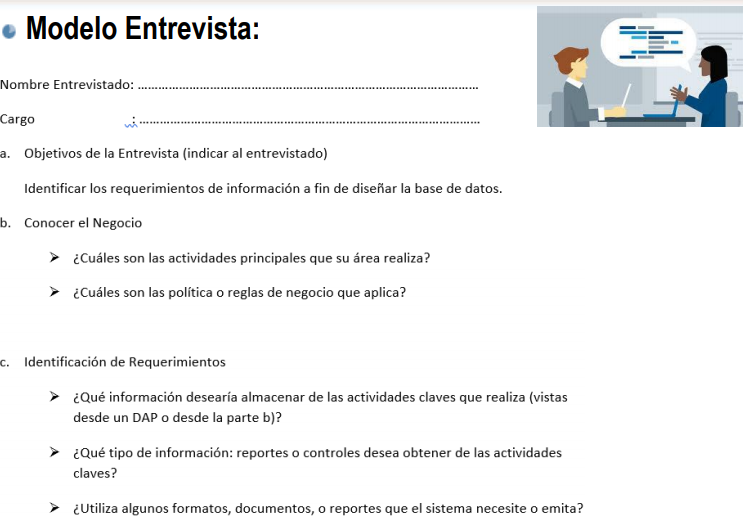 Modelo Entrevista:
Nombre Entrevistado: ....................................................................................................
Cargo : ....................................................................................................
a. Objetivos de la Entrevista (indicar al entrevistado)
Identificar los requerimientos de información a fin de diseñar la base de datos.
b. Conocer el Negocio
➢ ¿Cuáles son las actividades principales que su área realiza?
➢ ¿Cuáles son las política o reglas de negocio que aplica?
c. Identificación de Requerimientos
➢ ¿Qué información desearía almacenar de las actividades claves que realiza (vistas
desde un DAP o desde la parte b)?
➢ ¿Qué tipo de información: reportes o controles desea obtener de las actividades
claves?
➢ ¿Utiliza algunos formatos, documentos, o reportes que el sistema necesite o emita?